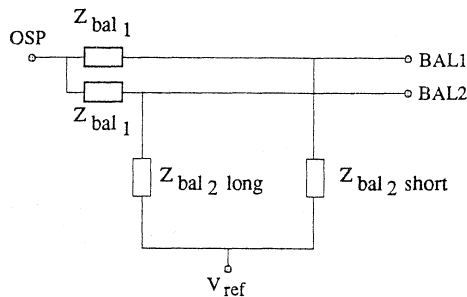 Z bal 1
OSP
BAL1
BAL2
Z bal 1
Z bal 2 long
Z bal 2 short
V ref